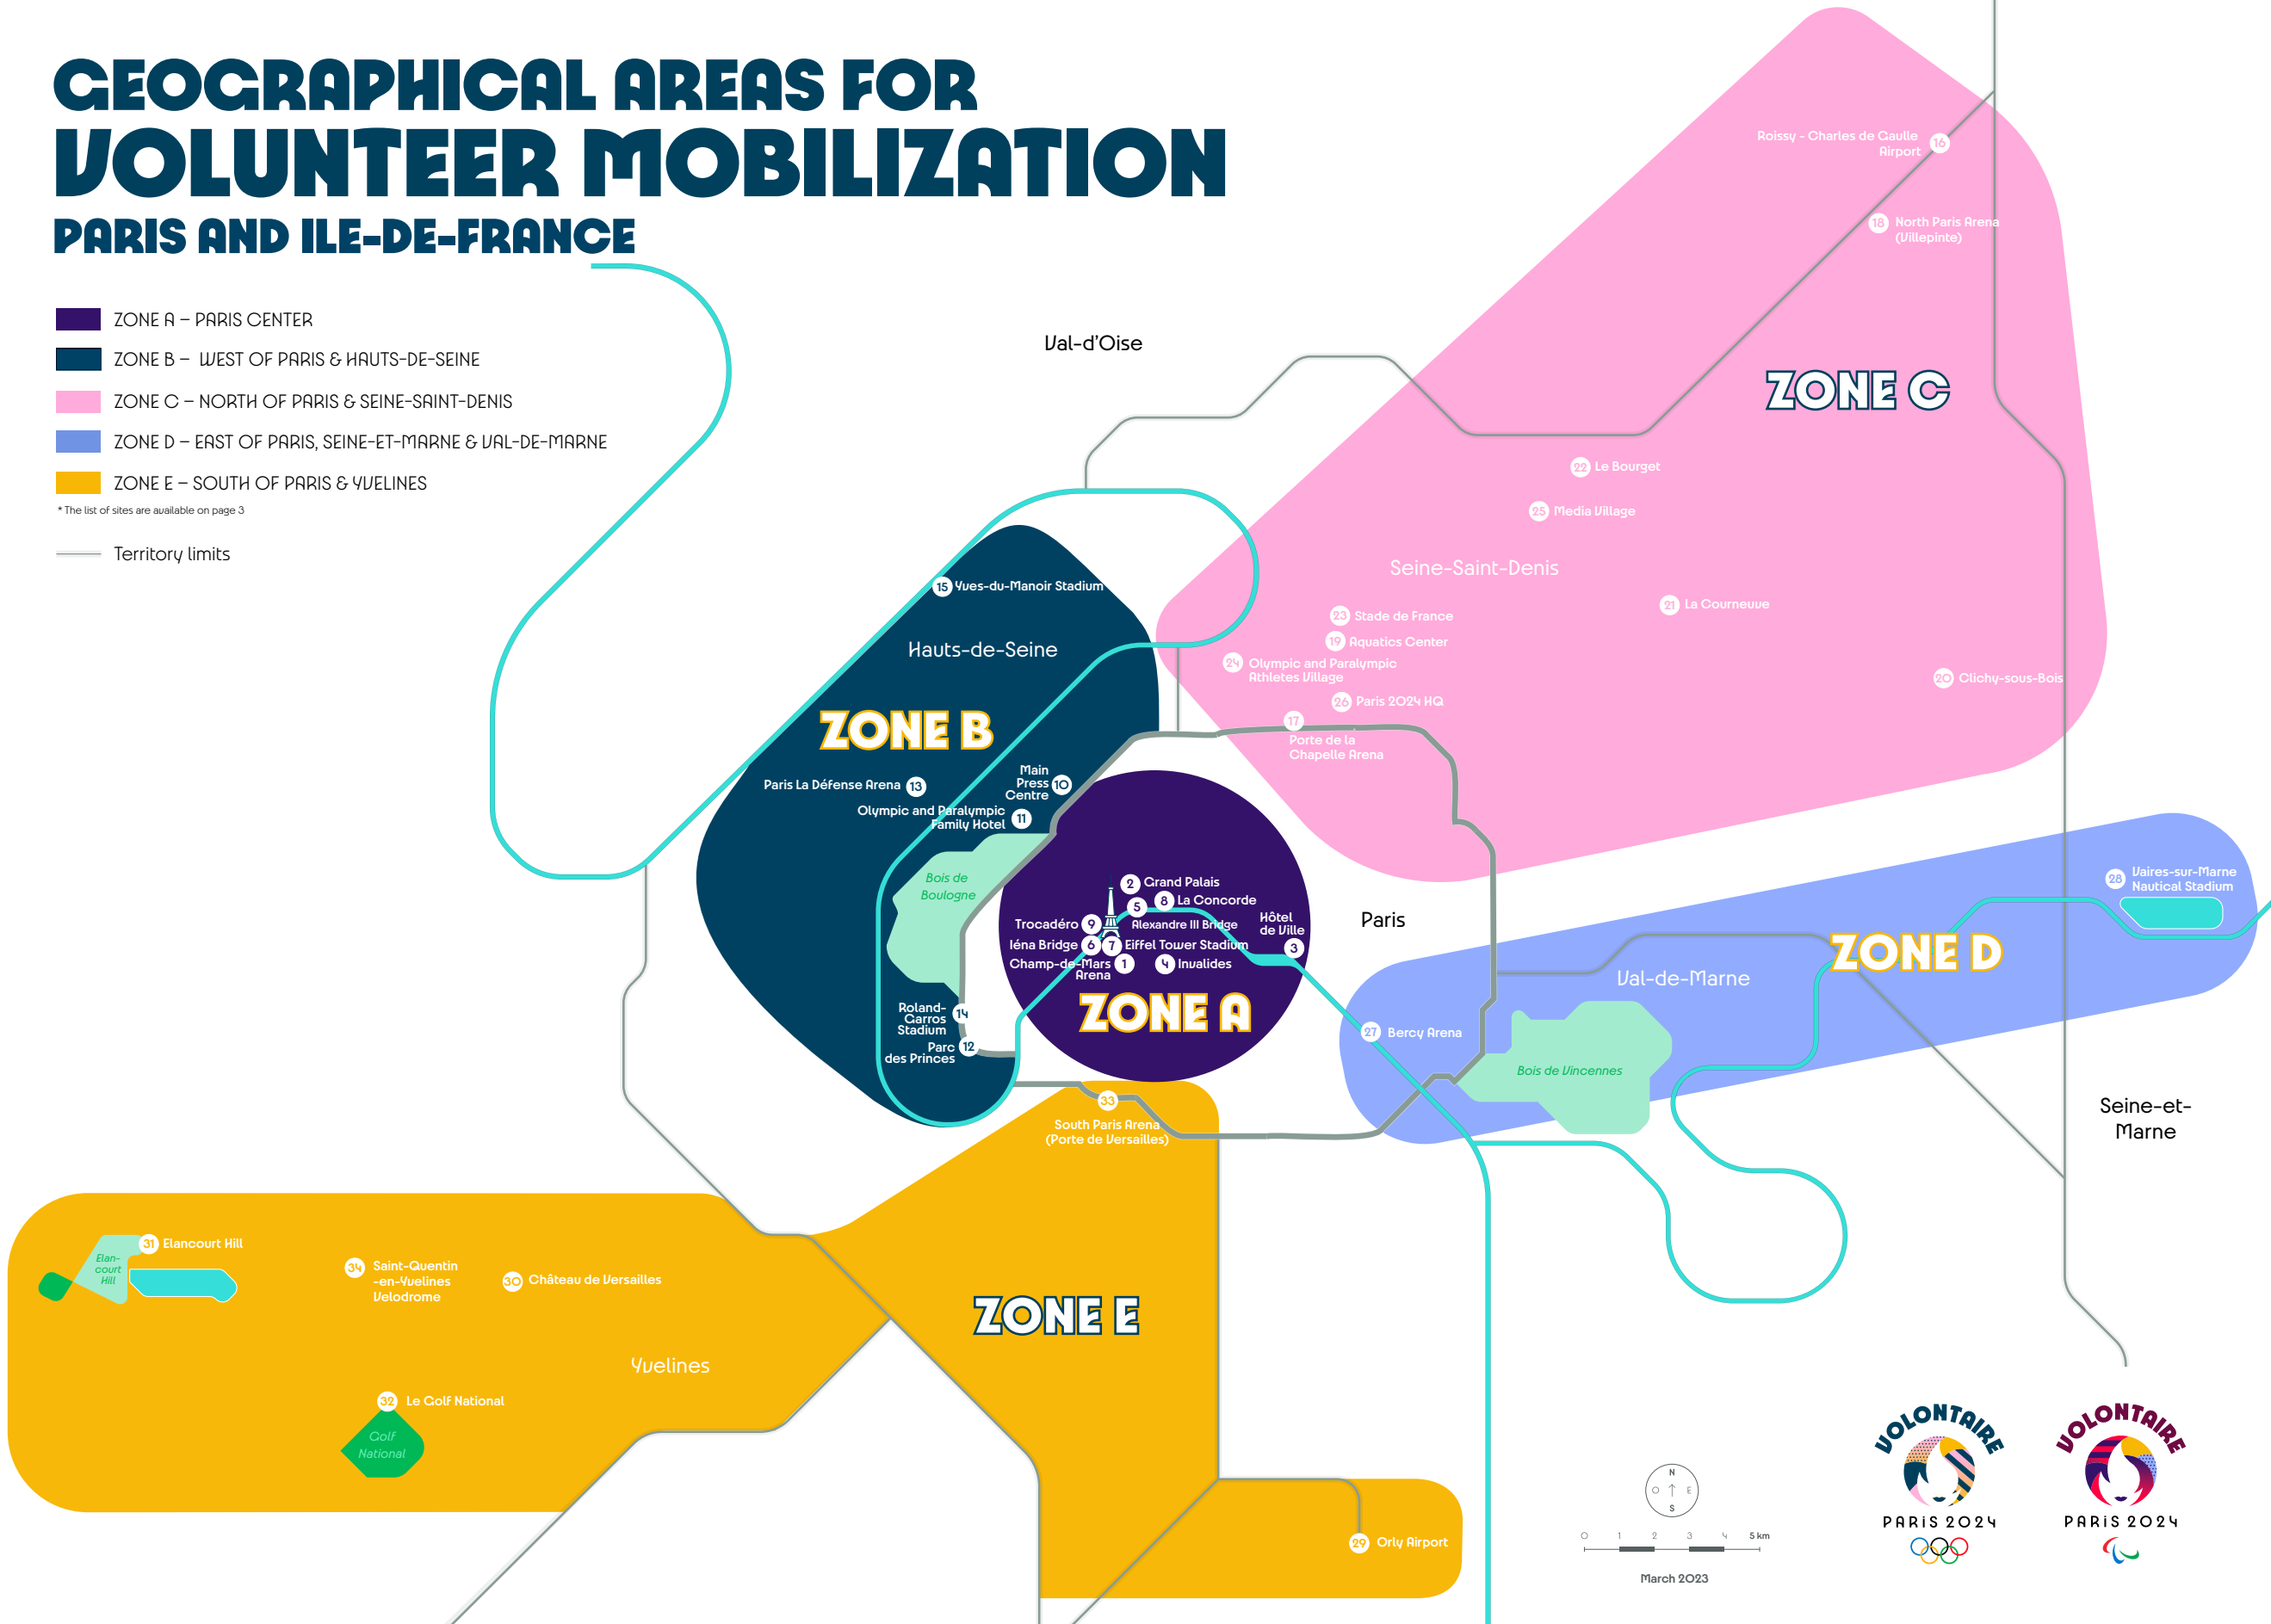 GEOGRAPHICAL AREAS FOR
VOLUNTEER MOBILIZATION
PARIS AND ILE-DE-FRANCE
ZONE A – PARIS CENTER
ZONE B – WEST OF PARIS & HAUTS-DE-SEINE
ZONE C – NORTH OF PARIS & SEINE-SAINT-DENIS
ZONE D – EAST OF PARIS, SEINE-ET-MARNE & VAL-DE-MARNE
ZONE E – SOUTH OF PARIS & YVELINES
* The list of sites are available on page 3
Territory limits
Val-d'Oise
Roissy - Charles de Gaulle
Airport
16
18
North Paris Arena
(Villepinte)
ZONE C
22 Le Bourget
25 Media Village
Seine-Saint-Denis
21 La Courneuve
23 Stade de France
19 Aquatics Center
24 Olympic and Paralympic
Athletes Village
20 Clichy-sous-Bois
26 Paris 2024 HQ
17
Porte de la
Chapelle Arena
15 Yves-du-Manoir Stadium
Hauts-de-Seine
ZONE B
Paris La Défense Arena 13
Main
Press
Centre
10
Olympic and Paralympic
Family Hotel
11
Bois de
Boulogne
Roland-
Garros
Stadium
14
Parc
des Princes
12
2 Grand Palais
8 La Concorde
5
Alexandre III Bridge
Trocadéro 9
Hôtel
de Ville
3
Iéna Bridge 6
7 Eiffel Tower Stadium
Champ-de-Mars
Arena
1
4 Invalides
ZONE A
Paris
28 Vaires-sur-Marne
Nautical Stadium
ZONE D
Val-de-Marne
27 Bercy Arena
Bois de Vincennes
Seine-et-
Marne
33
South Paris Arena
(Porte de Versailles)
31 Elancourt Hill
Elan-
court
Hill
34 Saint-Quentin
-en-Yvelines
Velodrome
30 Château de Versailles
ZONE E
Yvelines
32 Le Golf National
Golf
National
29 Orly Airport
N
O E
S
0 1 2 3 4 5 km
March 2023
VOLONTAIRE
PARIS 2024
VOLONTAIRE
PARIS 2024